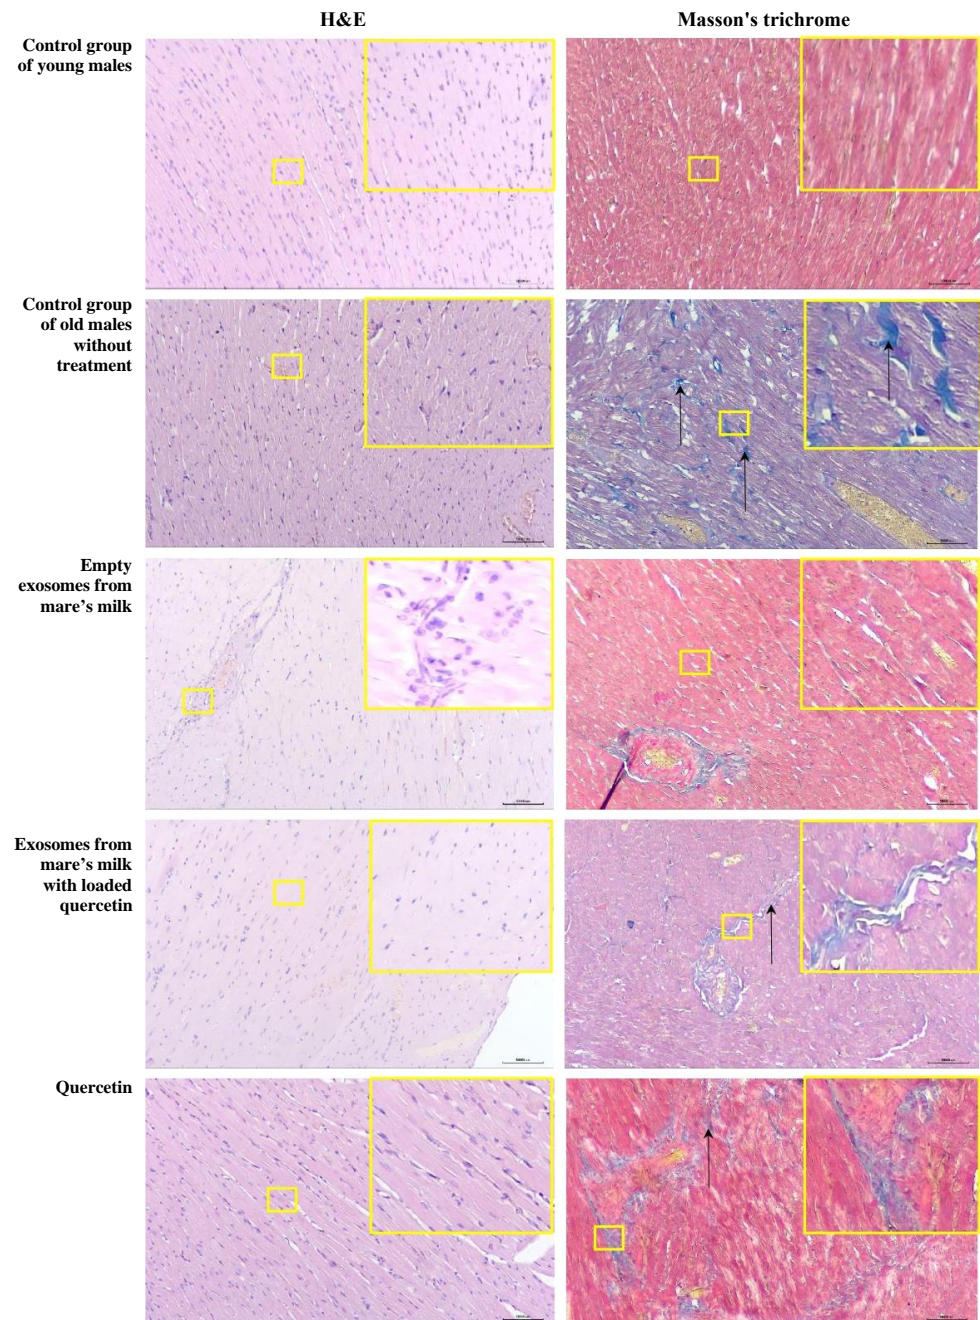 H&E
Masson's trichrome
Control group
of young males
Control group
of old males
without
treatment
Empty
exosomes from
mare’s milk
Exosomes from
mare’s milk
with loaded
quercetin
Quercetin